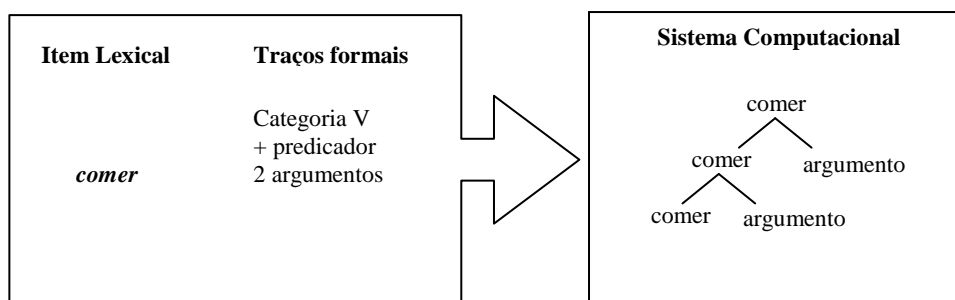 Item Lexical
Traços formais
Categoria V
+ predicador
comer
2 argumentos
Sistema Computacional
comer
comer argumento
comer argumento